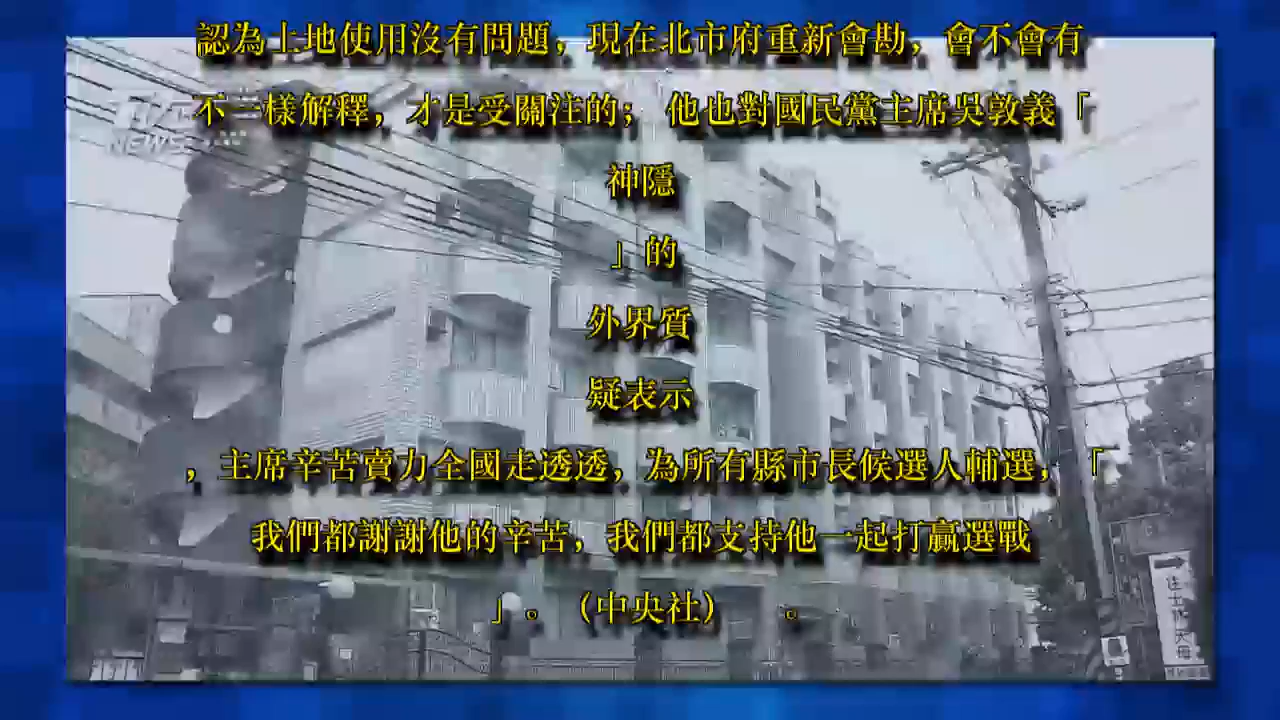 認為土地使用沒有問題，現在北市府重新會勘，會不會有
不一樣解釋，才是受關注的； 他也對國民黨主席吳敦義「
神隱
」的
外界質
疑表示
，主席辛苦賣力全國走透透，為所有縣市長候選人輔選，「
我們都謝謝他的辛苦，我們都支持他一起打贏選戰
」。（中央社） 。
NEWS
往士林